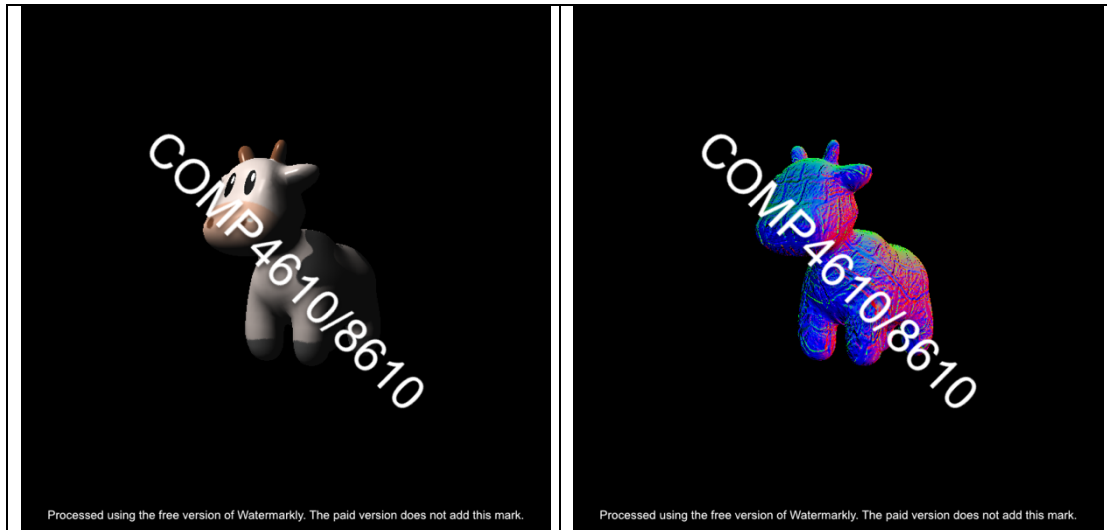 COMP4610/8610
Processed using the free version of Watermarkly. The paid version does not add this mark.
COMP4610/8610
Processed using the free version of Watermarkly. The paid version does not add this mark.